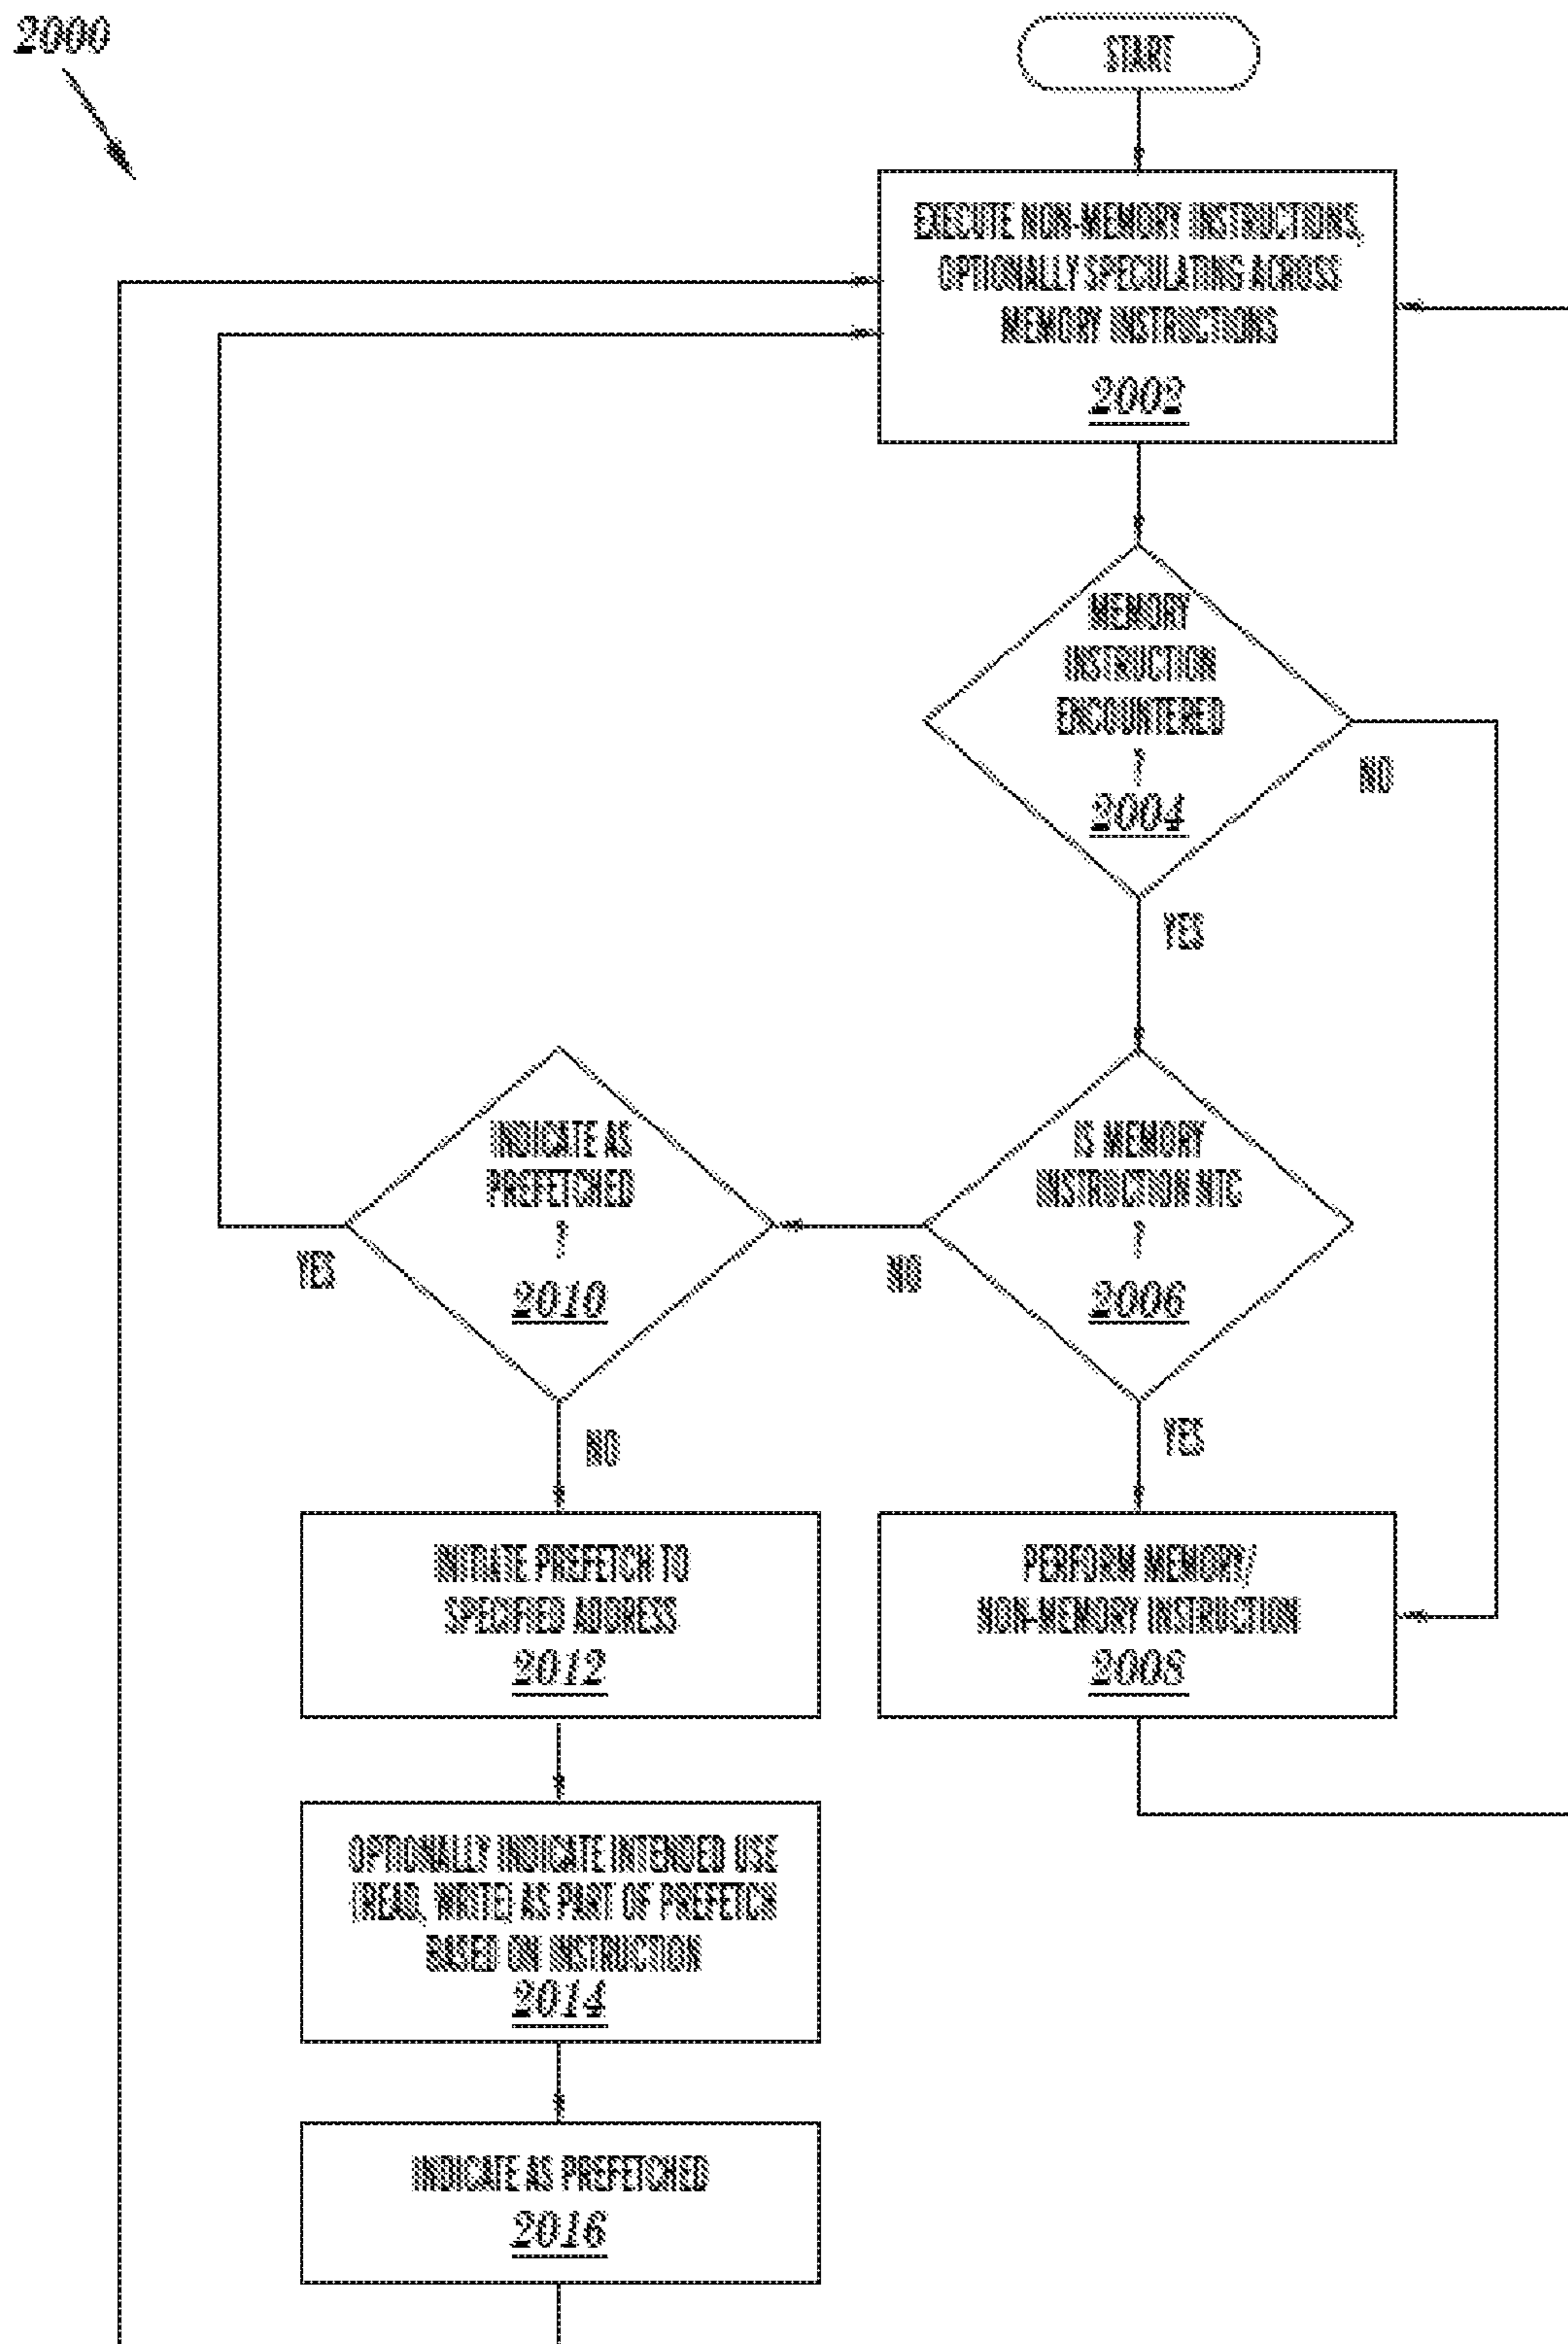 2000
START
EXECUTE NON-MEMORY INSTRUCTIONS,
OPTIONALLY SPECULATING ACROSS
MEMORY INSTRUCTIONS
2002
MEMORY
INSTRUCTION
ENCOUNTERED
?
2004
NO
YES
INDICATE AS
PREFETCHED
?
2010
YES
NO
IS MEMORY
INSTRUCTION NTC
?
2006
NO
YES
INITIATE PREFETCH TO
SPECIFIED ADDRESS
2012
PERFORM MEMORY/
NON-MEMORY INSTRUCTION
2008
OPTIONALLY INDICATE INTENDED USE
(READ, WRITE) AS PART OF PREFETCH
BASED ON INSTRUCTION
2014
INDICATE AS PREFETCHED
2016